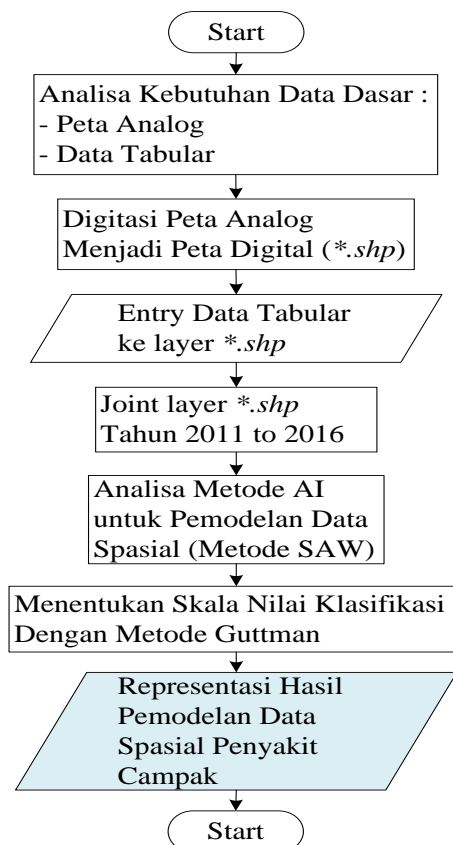 Start
Analisa Kebutuhan Data Dasar :
- Peta Analog
- Data Tabular
Digitasi Peta Analog
Menjadi Peta Digital (*.shp)
Entry Data Tabular
ke layer *.shp
Joint layer *.shp
Tahun 2011 to 2016
Analisa Metode AI
untuk Pemodelan Data
Spasial (Metode SAW)
Menentukan Skala Nilai Klasifikasi
Dengan Metode Guttman
Representasi Hasil
Pemodelan Data
Spasial Penyakit
Campak
Start